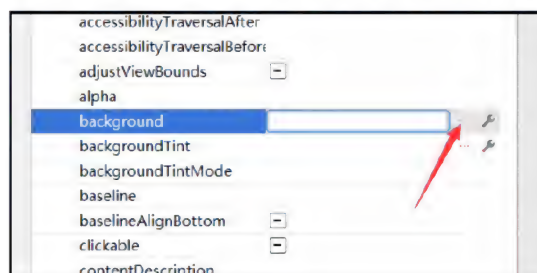 accessibilityTraversalAfter
accessibilityTraversalBefore
adjustViewBounds
alpha
background
backgroundTint
backgroundTintMode
baseline
baselineAlignBottom
clickable
contentDescription